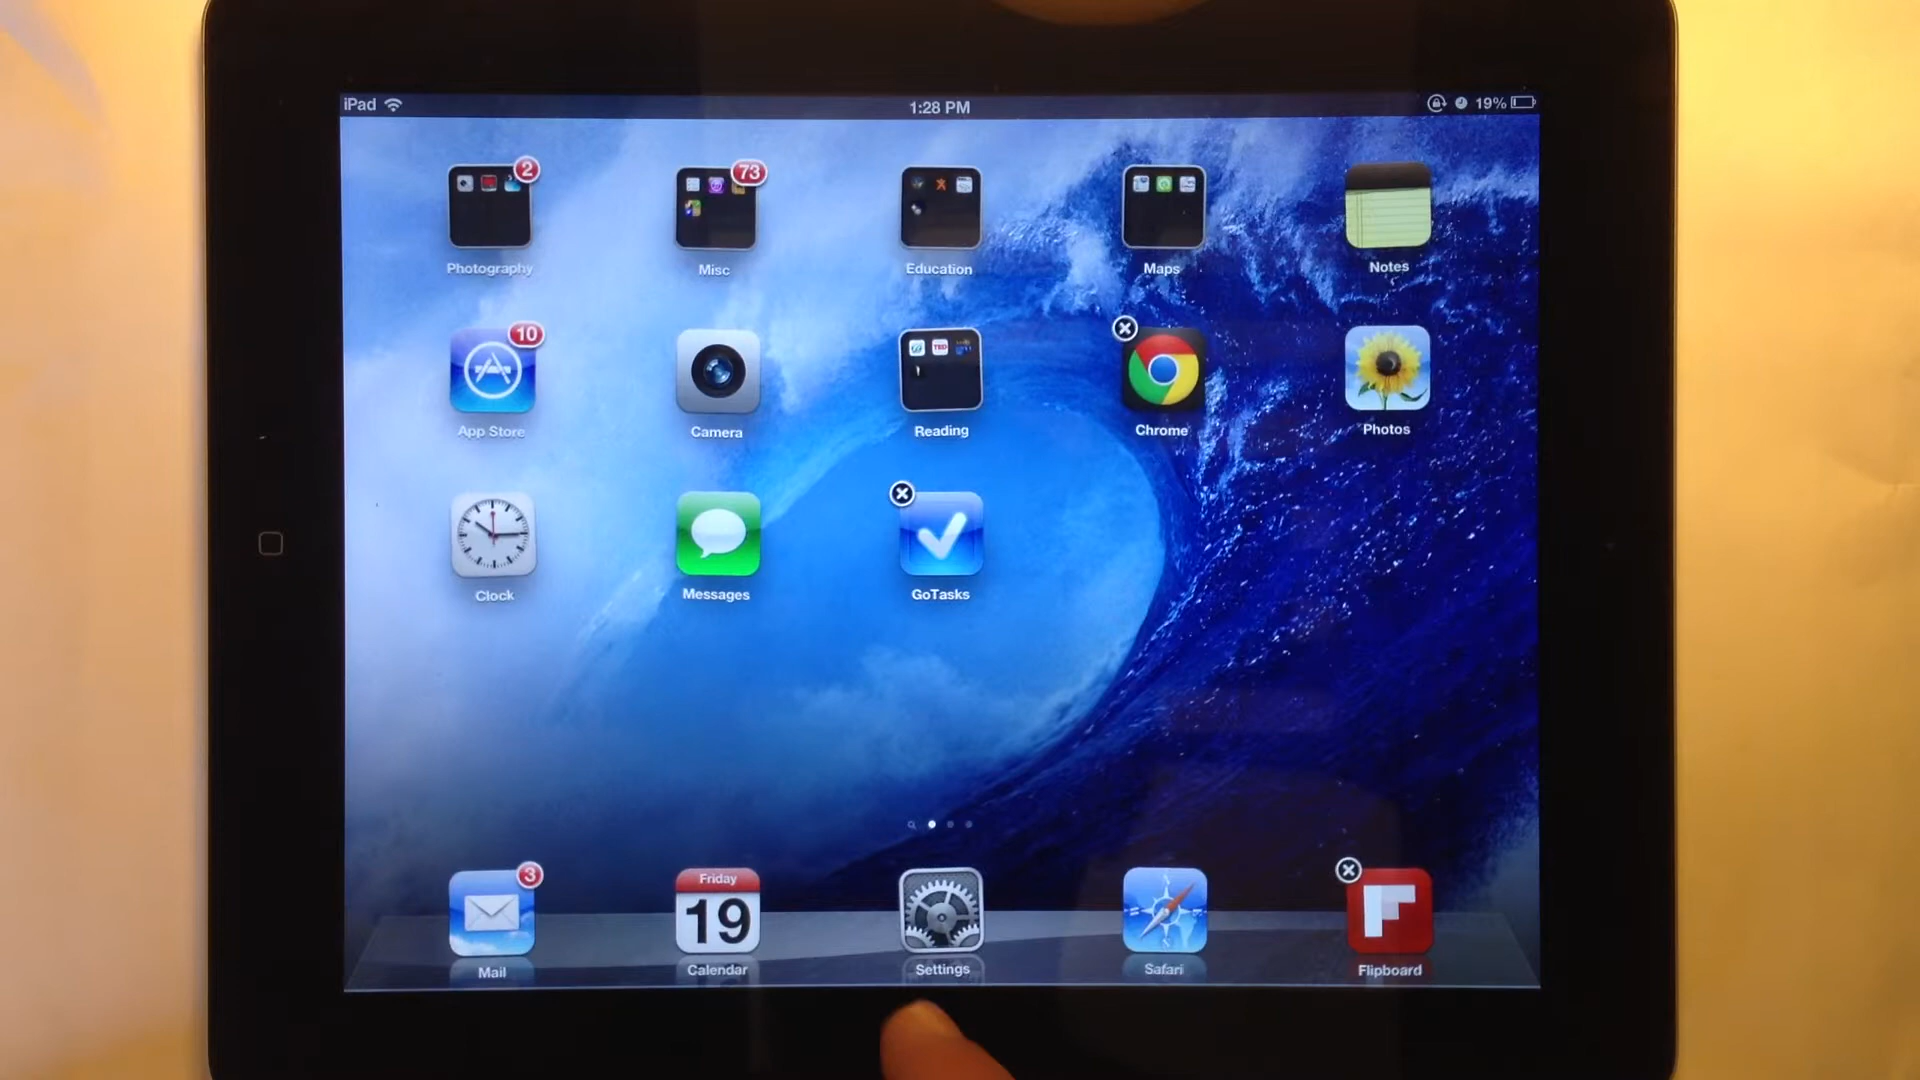 iPad
1:28 PM
19%
2
73
Photography
Misc
Education
Maps
Notes
10
TED
App Store
Camera
Reading
Chrome
Photos
Clock
Messages
GoTasks
3
Friday
19
Mail
Calendar
Settings
Safari
Flipboard